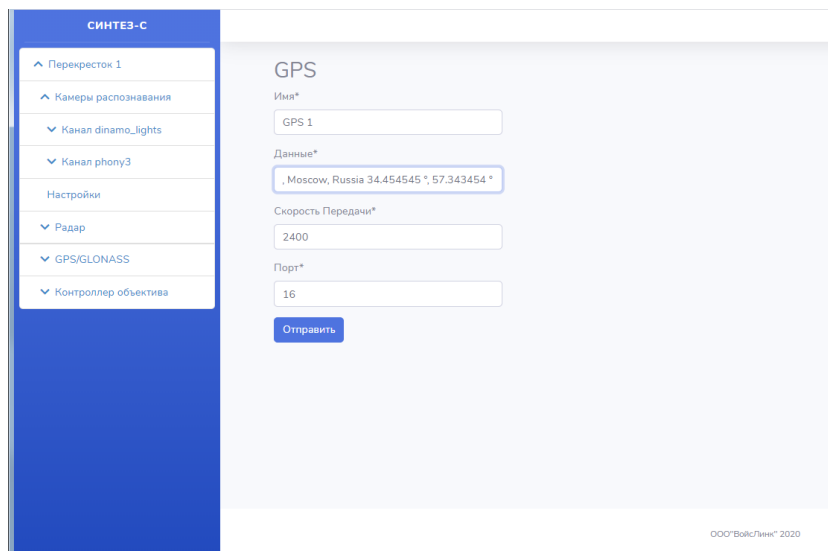 СИНТЕЗ-С
Перекресток 1
Камеры распознавания
Канал dinamo_lights
Канал phony3
Настройки
Радар
GPS/GLONASS
Контроллер объектива
GPS
Имя*
GPS 1
Данные*
, Moscow, Russia 34.454545 °, 57.343454 °
Скорость Передачи*
2400
Порт*
16
Отправить
ООО"ВойсЛинк" 2020